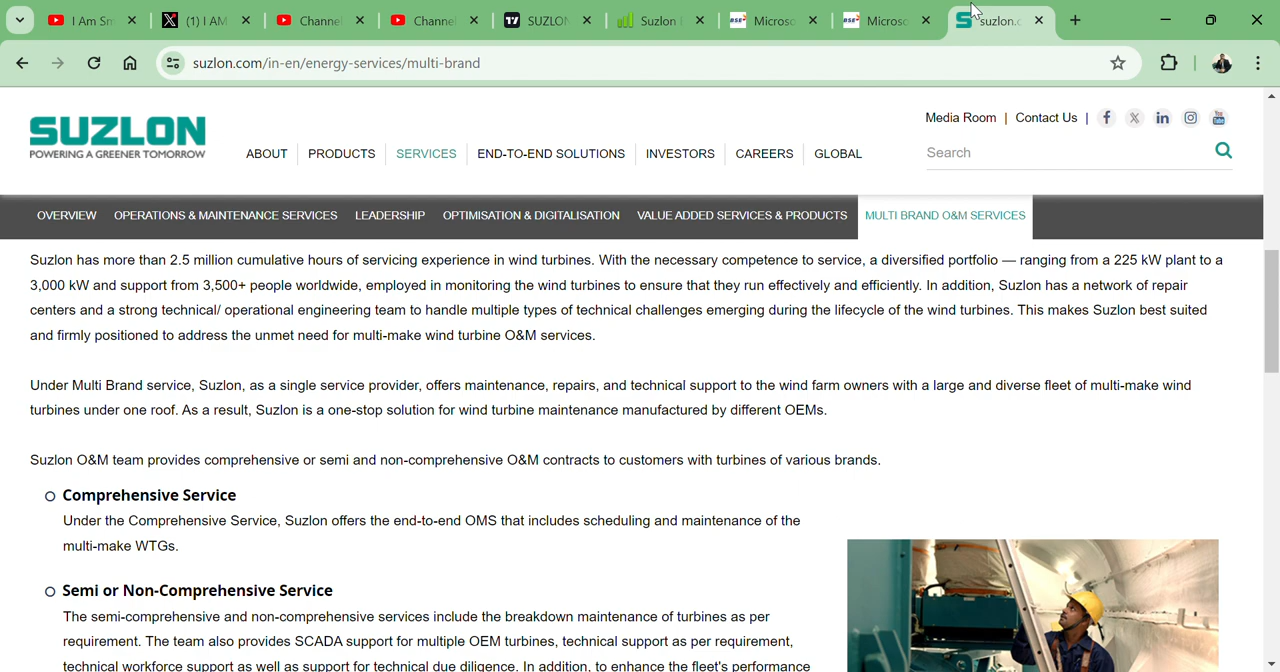 I Am Sm
(1) I AM
Channel
Channel
SUZLON
Suzlon
BSE
Microso
BSE
Microso
suzlon.c
suzlon.com/in-en/energy-services/multi-brand
SUZLON
POWERING A GREENER TOMORROW
Media Room | Contact Us |
ABOUT PRODUCTS SERVICES END-TO-END SOLUTIONS INVESTORS CAREERS GLOBAL
Search
OVERVIEW OPERATIONS & MAINTENANCE SERVICES LEADERSHIP OPTIMISATION & DIGITALISATION VALUE ADDED SERVICES & PRODUCTS MULTI BRAND O&M SERVICES
Suzlon has more than 2.5 million cumulative hours of servicing experience in wind turbines. With the necessary competence to service, a diversified portfolio — ranging from a 225 kW plant to a
3,000 kW and support from 3,500+ people worldwide, employed in monitoring the wind turbines to ensure that they run effectively and efficiently. In addition, Suzlon has a network of repair
centers and a strong technical/ operational engineering team to handle multiple types of technical challenges emerging during the lifecycle of the wind turbines. This makes Suzlon best suited
and firmly positioned to address the unmet need for multi-make wind turbine O&M services.
Under Multi Brand service, Suzlon, as a single service provider, offers maintenance, repairs, and technical support to the wind farm owners with a large and diverse fleet of multi-make wind
turbines under one roof. As a result, Suzlon is a one-stop solution for wind turbine maintenance manufactured by different OEMs.
Suzlon O&M team provides comprehensive or semi and non-comprehensive O&M contracts to customers with turbines of various brands.
Comprehensive Service
Under the Comprehensive Service, Suzlon offers the end-to-end OMS that includes scheduling and maintenance of the
multi-make WTGs.
Semi or Non-Comprehensive Service
The semi-comprehensive and non-comprehensive services include the breakdown maintenance of turbines as per
requirement. The team also provides SCADA support for multiple OEM turbines, technical support as per requirement,
technical workforce support as well as support for technical due diligence. In addition, to enhance the fleet's performance